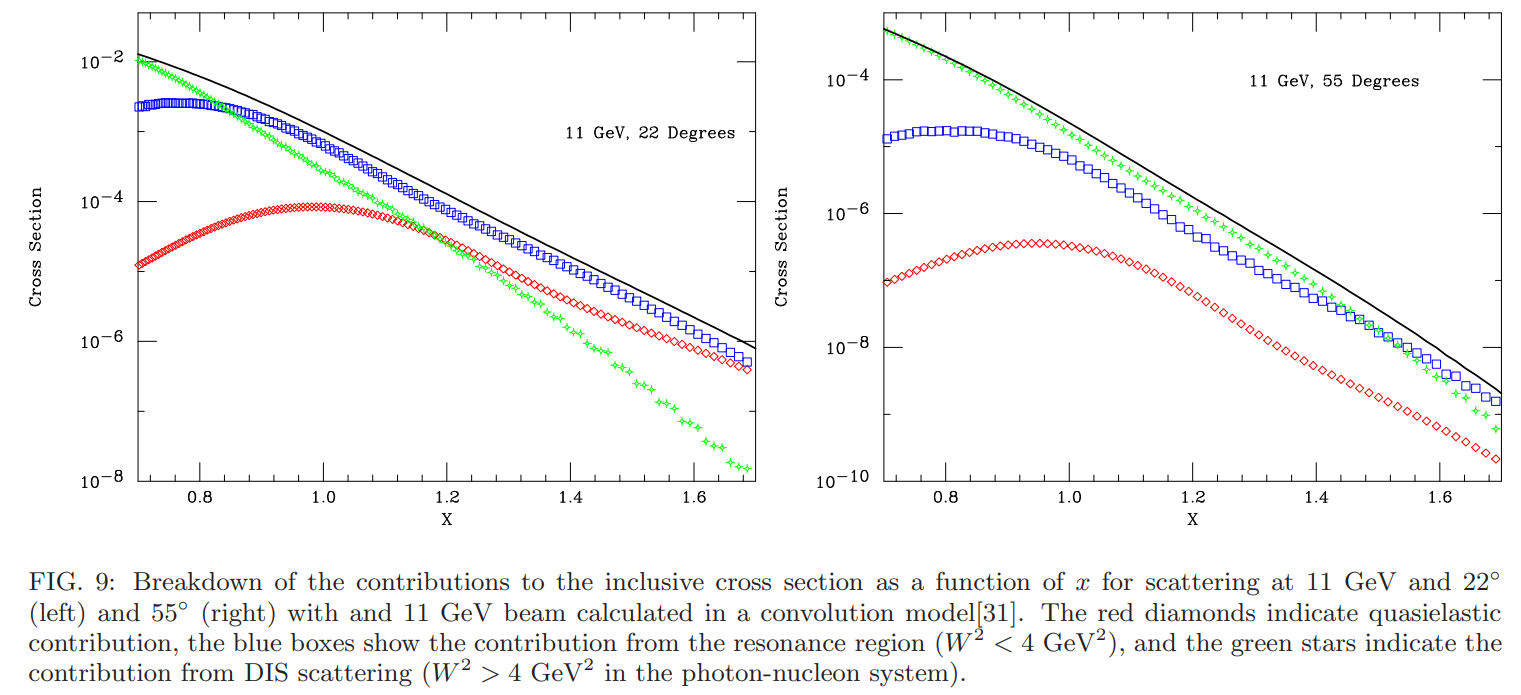 10⁻²
10⁻⁴
10⁻⁶
10⁻⁸
Cross Section
11 GeV, 22 Degrees
0.8 1.0 1.2 1.4 1.6
X
10⁻⁴
10⁻⁶
10⁻⁸
10⁻¹⁰
Cross Section
11 GeV, 55 Degrees
0.8 1.0 1.2 1.4 1.6
X
FIG. 9: Breakdown of the contributions to the inclusive cross section as a function of x for scattering at 11 GeV and 22°
(left) and 55° (right) with and 11 GeV beam calculated in a convolution model[31]. The red diamonds indicate quasielastic
contribution, the blue boxes show the contribution from the resonance region (W² < 4 GeV²), and the green stars indicate the
contribution from DIS scattering (W² > 4 GeV² in the photon-nucleon system).